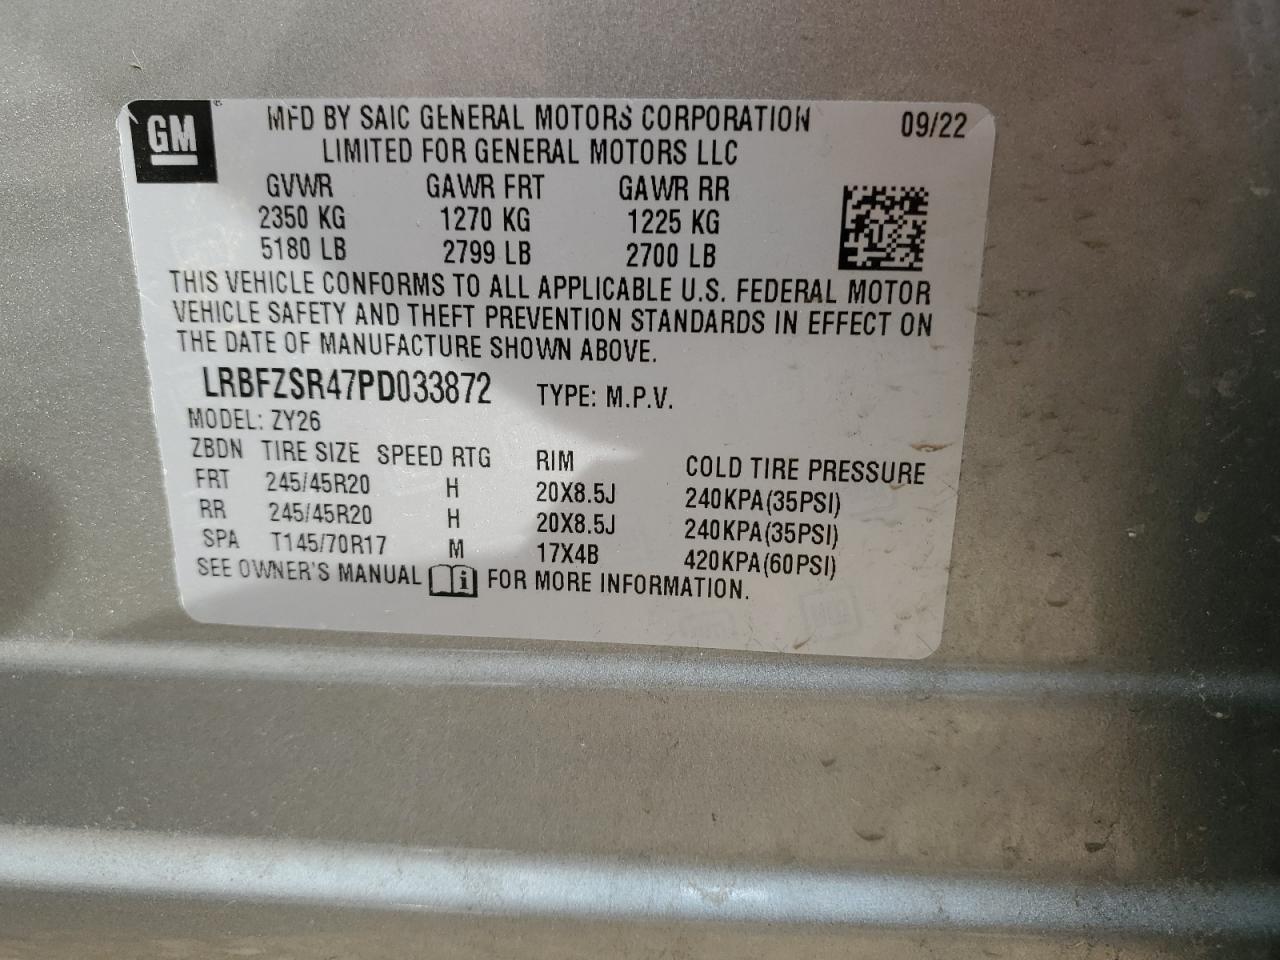 GM MFD BY SAIC GENERAL MOTORS CORPORATION 09/22
LIMITED FOR GENERAL MOTORS LLC
GVWR GAWR FRT GAWR RR
2350 KG 1270 KG 1225 KG
5180 LB 2799 LB 2700 LB
THIS VEHICLE CONFORMS TO ALL APPLICABLE U.S. FEDERAL MOTOR
VEHICLE SAFETY AND THEFT PREVENTION STANDARDS IN EFFECT ON
THE DATE OF MANUFACTURE SHOWN ABOVE.
LRBFZSR47PD033872 TYPE: M.P.V.
MODEL: ZY26
ZBDN TIRE SIZE SPEED RTG RIM COLD TIRE PRESSURE
FRT 245/45R20 H 20X8.5J 240KPA(35PSI)
RR 245/45R20 H 20X8.5J 240KPA(35PSI)
SPA T145/70R17 M 17X4B 420KPA(60PSI)
SEE OWNER'S MANUAL FOR MORE INFORMATION.